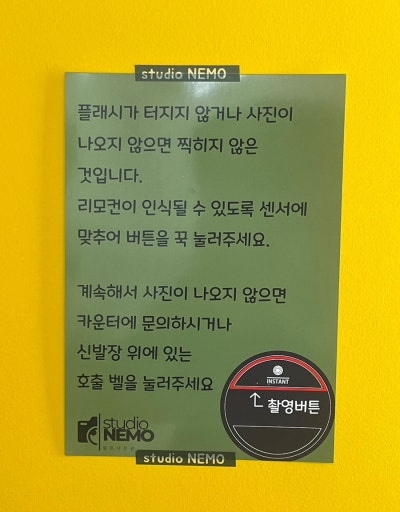 studio NEMO
플래시가 터지지 않거나 사진이
나오지 않으면 찍히지 않은
것입니다.
리모컨이 인식될 수 있도록 센서에
맞추어 버튼을 꾹 눌러주세요.
계속해서 사진이 나오지 않으면
카운터에 문의하시거나
신발장 위에 있는
호출 벨을 눌러주세요
INSTANT
촬영버튼
studio
NEMO
studio NEMO